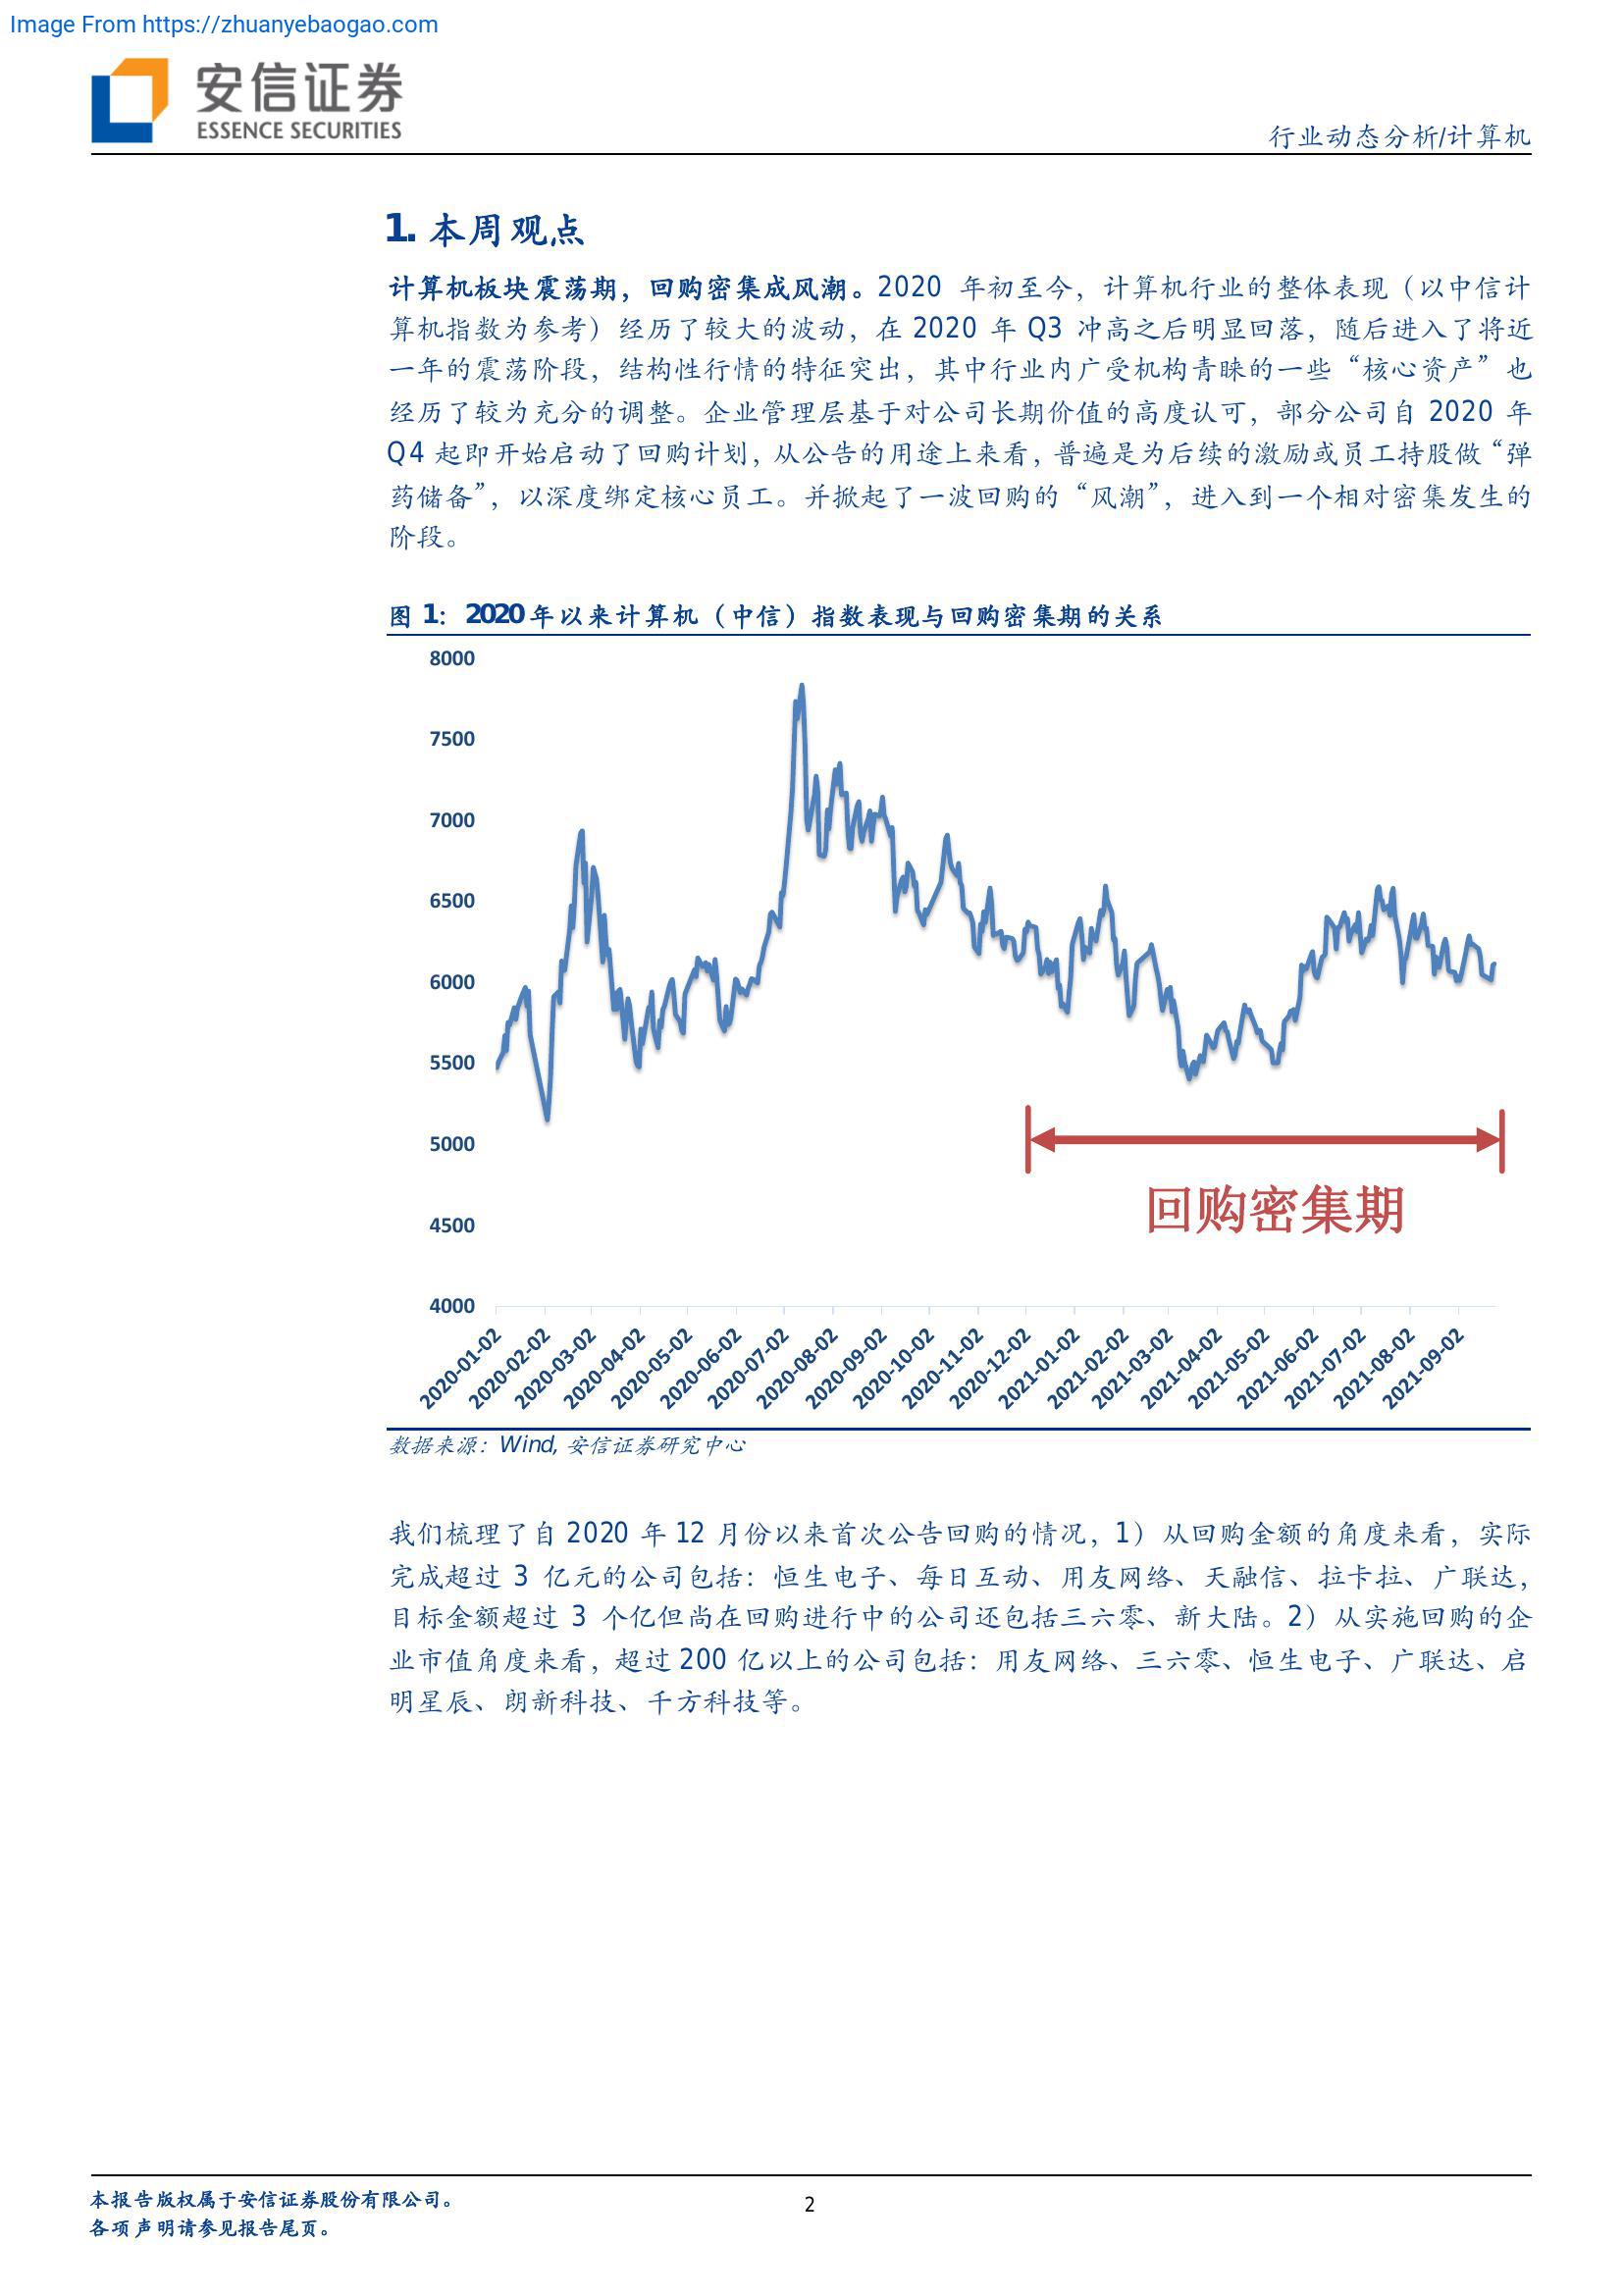 Image From https://zhuanyebaogao.com
安信证券
ESSENCE SECURITIES
行业动态分析/计算机
1. 本周观点
计算机板块震荡期，回购密集成风潮。2020 年初至今，计算机行业的整体表现（以中信计
算机指数为参考）经历了较大的波动，在 2020 年 Q3 冲高之后明显回落，随后进入了将近
一年的震荡阶段，结构性行情的特征突出，其中行业内广受机构青睐的一些“核心资产”也
经历了较为充分的调整。企业管理层基于对公司长期价值的高度认可，部分公司自 2020 年
Q4 起即开始启动了回购计划，从公告的用途上来看，普遍是为后续的激励或员工持股做“弹
药储备”，以深度绑定核心员工。并掀起了一波回购的“风潮”，进入到一个相对密集发生的
阶段。
图 1：2020 年以来计算机（中信）指数表现与回购密集期的关系
8000
7500
7000
6500
6000
5500
5000
4500
4000
回购密集期
2020-01-02
2020-02-02
2020-03-02
2020-04-02
2020-05-02
2020-06-02
2020-07-02
2020-08-02
2020-09-02
2020-10-02
2020-11-02
2020-12-02
2021-01-02
2021-02-02
2021-03-02
2021-04-02
2021-05-02
2021-06-02
2021-07-02
2021-08-02
2021-09-02
数据来源：Wind, 安信证券研究中心
我们梳理了自 2020 年 12 月份以来首次公告回购的情况，1）从回购金额的角度来看，实际
完成超过 3 亿元的公司包括：恒生电子、每日互动、用友网络、天融信、拉卡拉、广联达，
目标金额超过 3 个亿但尚在回购进行中的公司还包括三六零、新大陆。2）从实施回购的企
业市值角度来看，超过 200 亿以上的公司包括：用友网络、三六零、恒生电子、广联达、启
明星辰、朗新科技、千方科技等。
本报告版权属于安信证券股份有限公司。
各项声明请参见报告尾页。
2